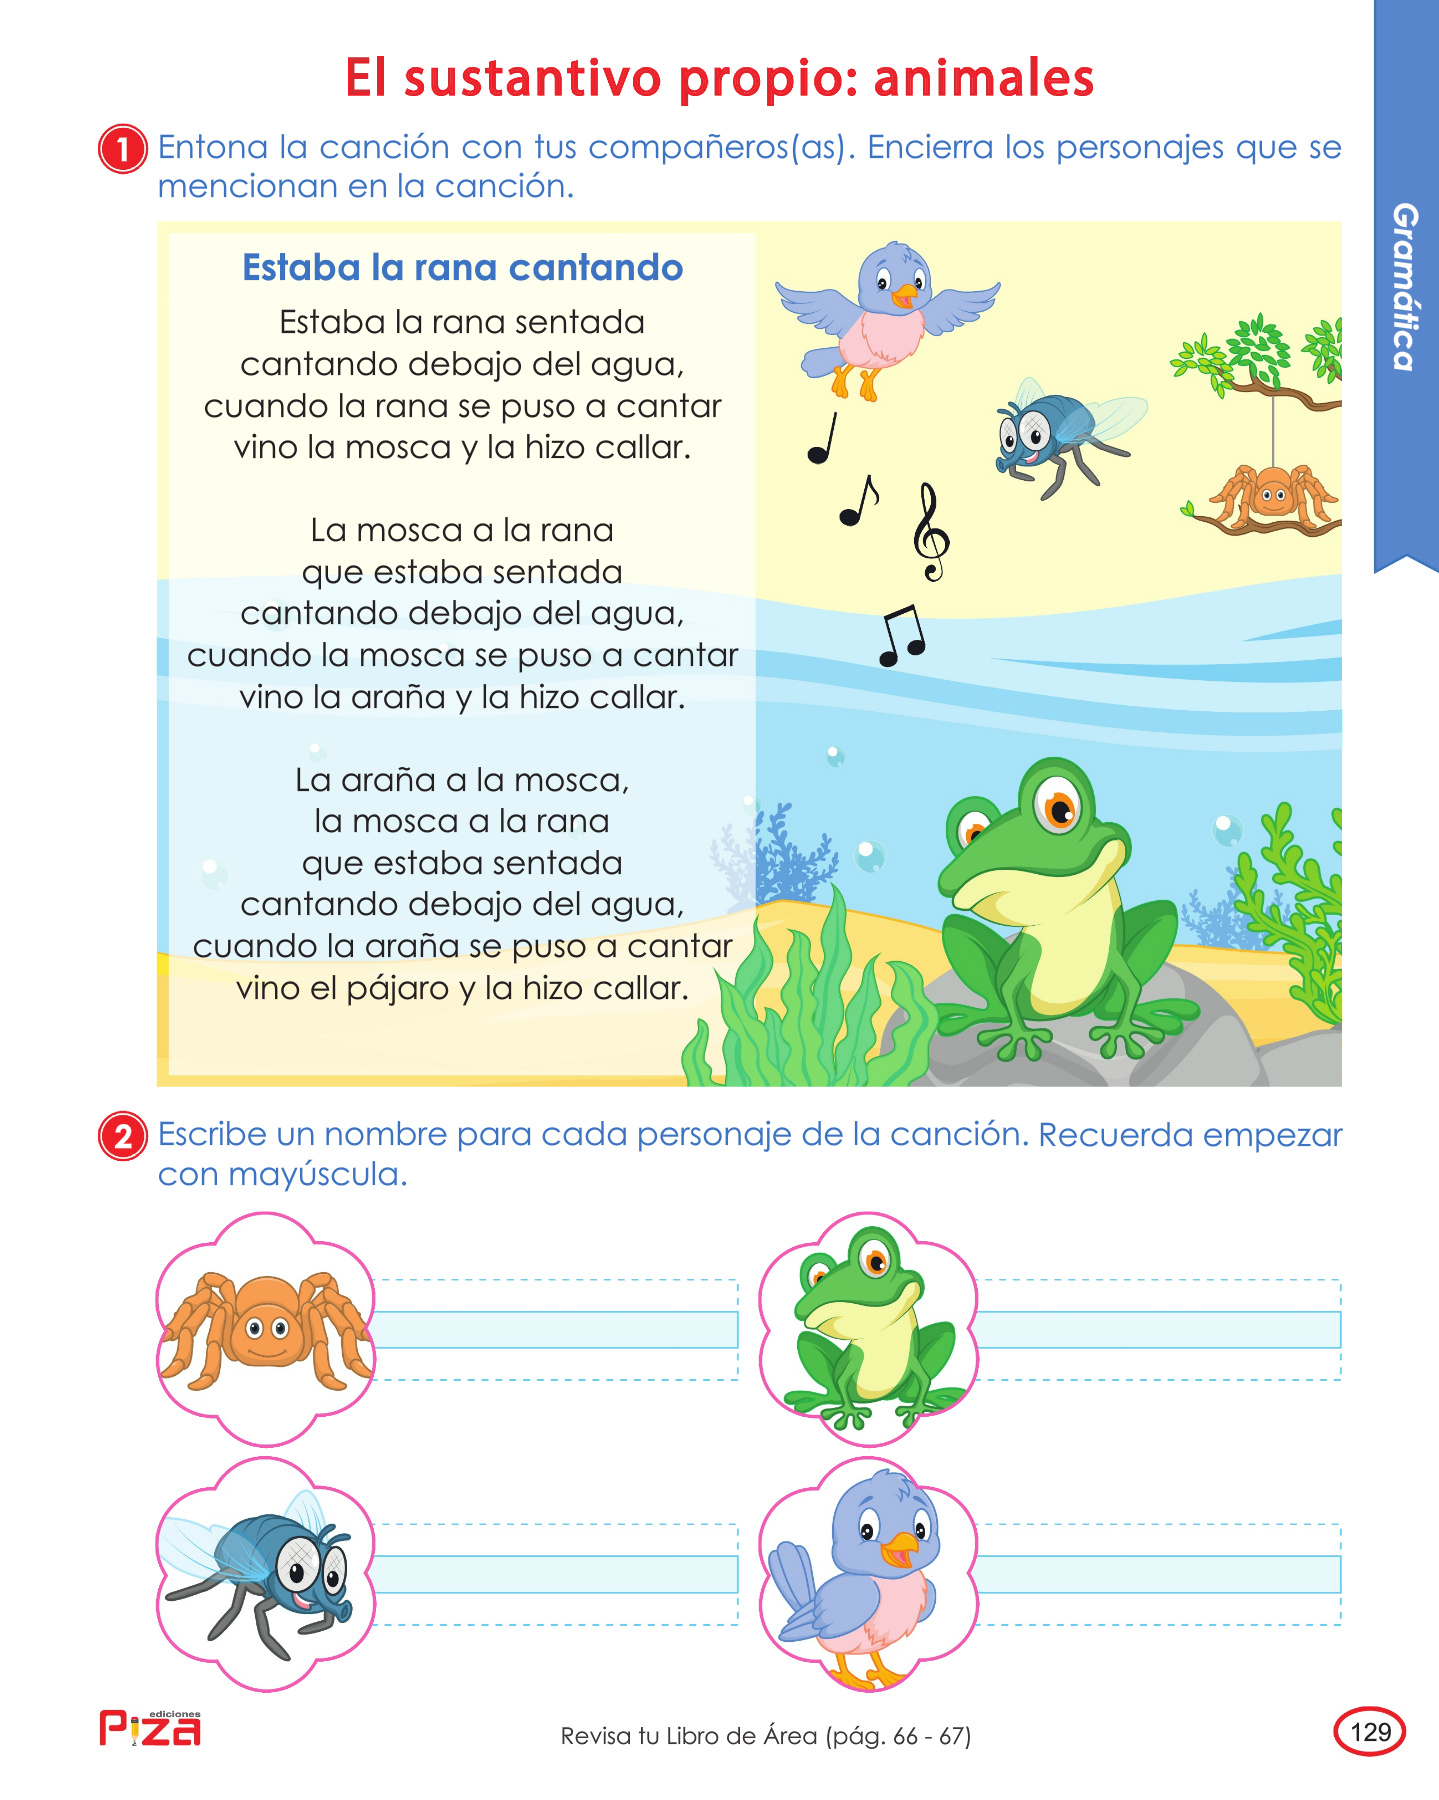 El sustantivo propio: animales
1 Entona la canción con tus compañeros(as). Encierra los personajes que se
mencionan en la canción.
Gramática
Estaba la rana cantando
Estaba la rana sentada
cantando debajo del agua,
cuando la rana se puso a cantar
vino la mosca y la hizo callar.
La mosca a la rana
que estaba sentada
cantando debajo del agua,
cuando la mosca se puso a cantar
vino la araña y la hizo callar.
La araña a la mosca,
la mosca a la rana
que estaba sentada
cantando debajo del agua,
cuando la araña se puso a cantar
vino el pájaro y la hizo callar.
2 Escribe un nombre para cada personaje de la canción. Recuerda empezar
con mayúscula.
ediciones
Piza
Revisa tu Libro de Área (pág. 66 - 67)
129